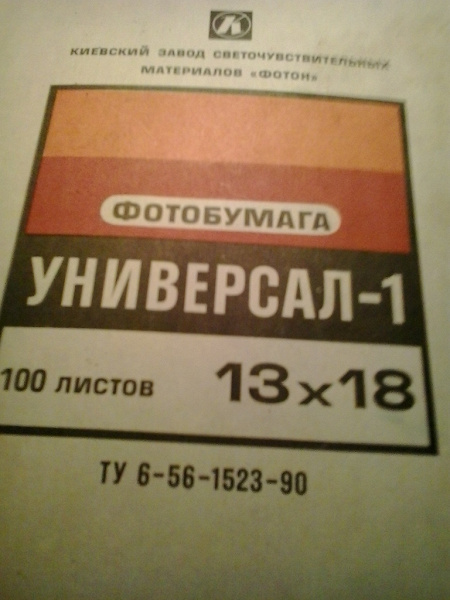 КИЕВСКИЙ ЗАВОД СВЕТОЧУВСТВИТЕЛЬНЫХ
МАТЕРИАЛОВ «ФОТОН»
ФОТОБУМАГА
УНИВЕРСАЛ-1
100 ЛИСТОВ 13х18
ТУ 6-56-1523-90